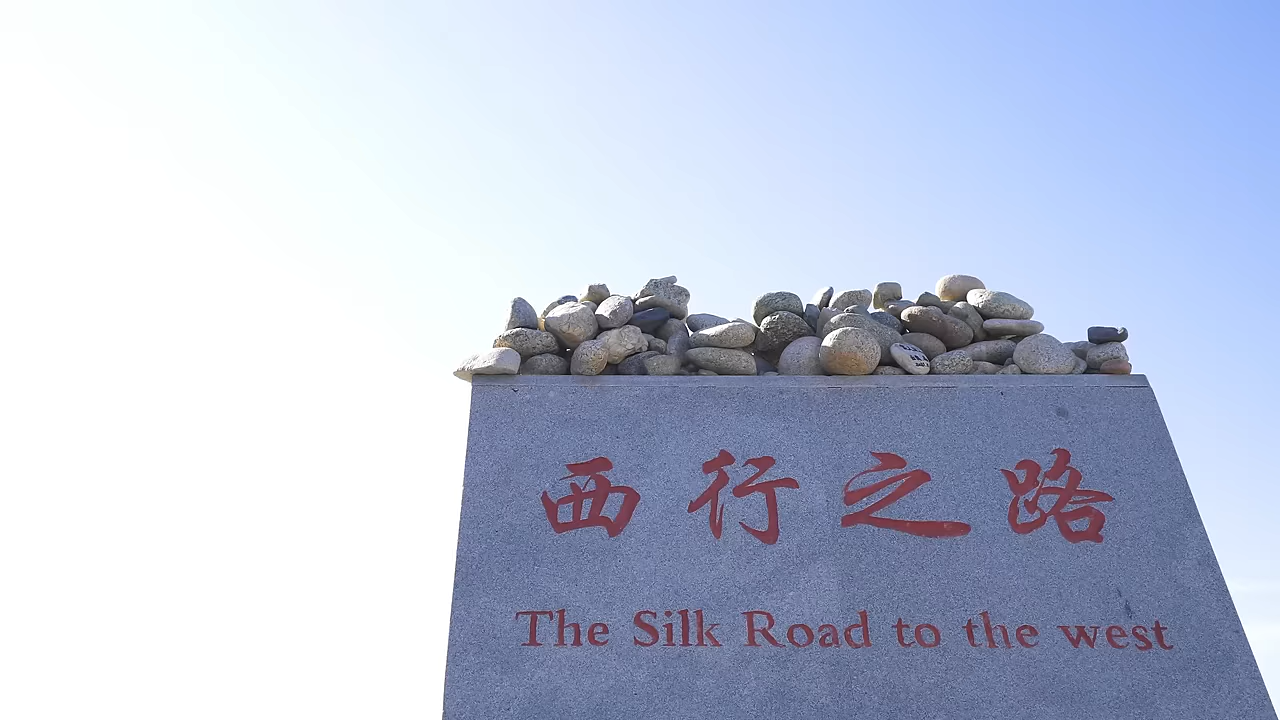 西行之路
The Silk Road to the west